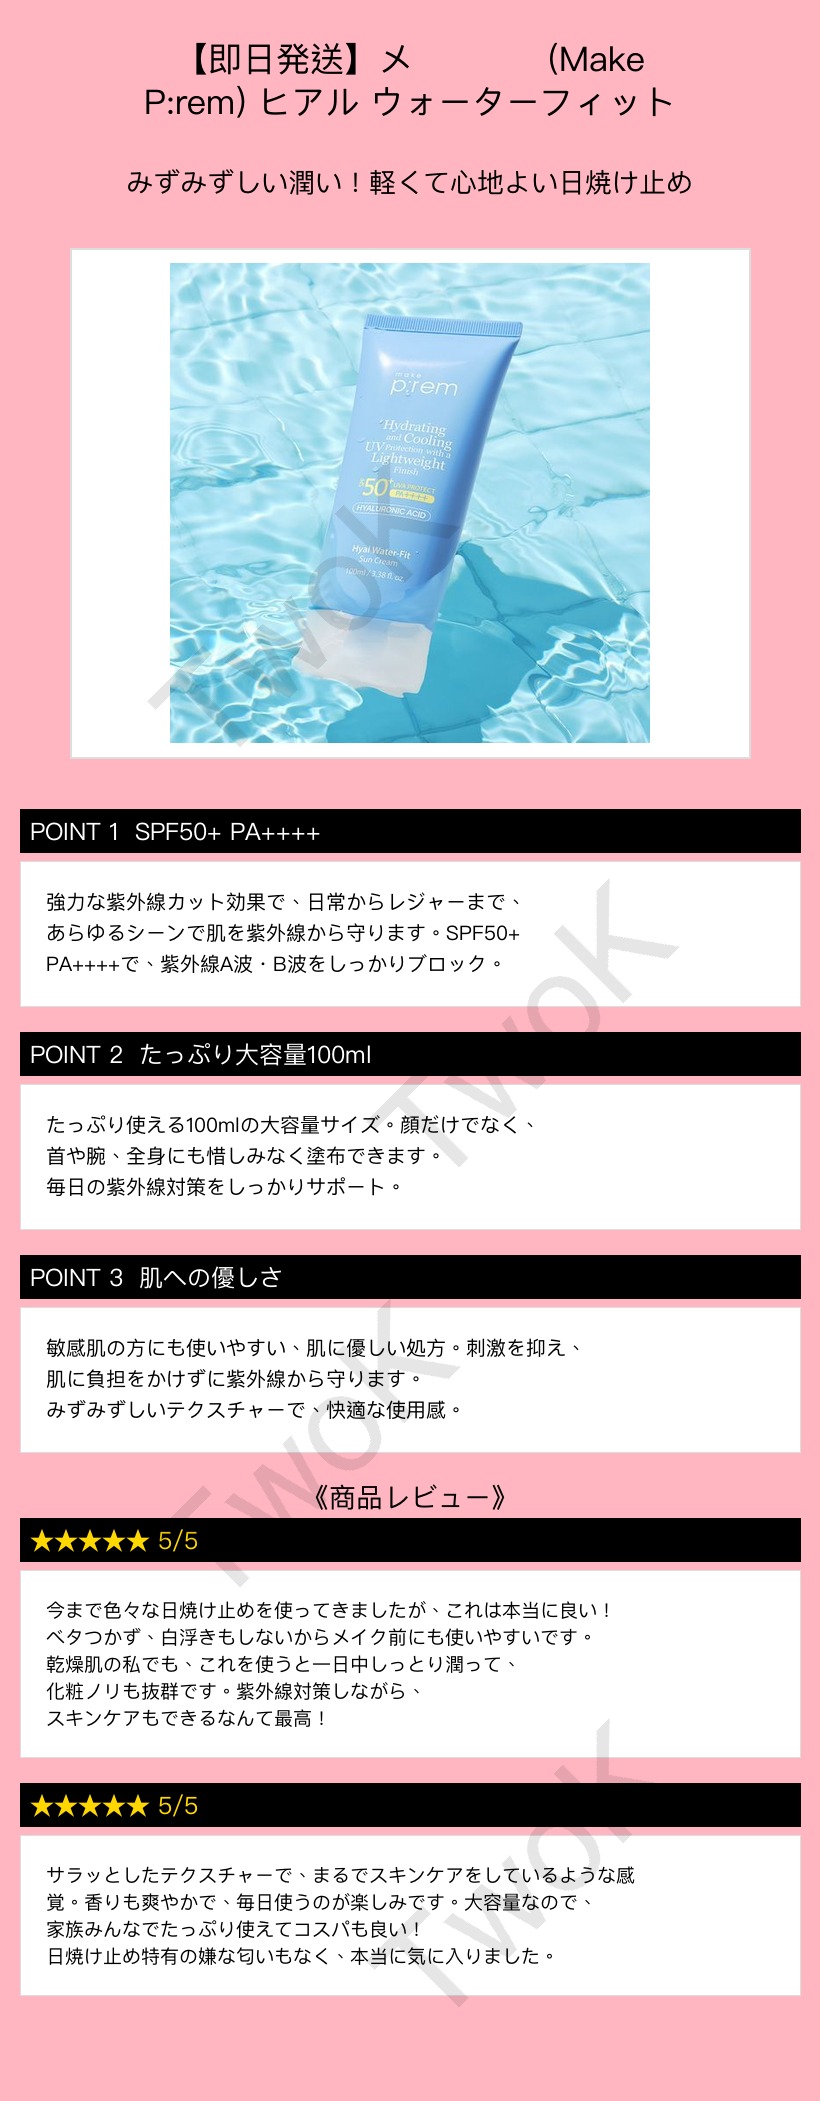 【即日発送】メ (Make
P:rem) ヒアル ウォーターフィット
みずみずしい潤い！軽くて心地よい日焼け止め
make
p:rem
Hydrating
and Cooling
UV Protection with a
Lightweight
Finish
50+ UVA PROTECT
PA++++
HYALURONIC ACID
Hyal Water-Fit
Sun Cream
100ml / 3.38 fl. oz
TwoK
POINT 1 SPF50+ PA++++
強力な紫外線カット効果で、日常からレジャーまで、
あらゆるシーンで肌を紫外線から守ります。SPF50+
PA++++で、紫外線A波・B波をしっかりブロック。
TwoK
POINT 2 たっぷり大容量100ml
たっぷり使える100mlの大容量サイズ。顔だけでなく、
首や腕、全身にも惜しみなく塗布できます。
毎日の紫外線対策をしっかりサポート。
POINT 3 肌への優しさ
敏感肌の方にも使いやすい、肌に優しい処方。刺激を抑え、
肌に負担をかけずに紫外線から守ります。
みずみずしいテクスチャーで、快適な使用感。
TwoK
《商品レビュー》
★★★★★ 5/5
今まで色々な日焼け止めを使ってきましたが、これは本当に良い！
ベタつかず、白浮きもしないからメイク前にも使いやすいです。
乾燥肌の私でも、これを使うと一日中しっとり潤って、
化粧ノリも抜群です。紫外線対策しながら、
スキンケアもできるなんて最高！
★★★★★ 5/5
サラッとしたテクスチャーで、まるでスキンケアをしているような感
覚。香りも爽やかで、毎日使うのが楽しみです。大容量なので、
家族みんなでたっぷり使えてコスパも良い！
日焼け止め特有の嫌な匂いもなく、本当に気に入りました。
TwoK